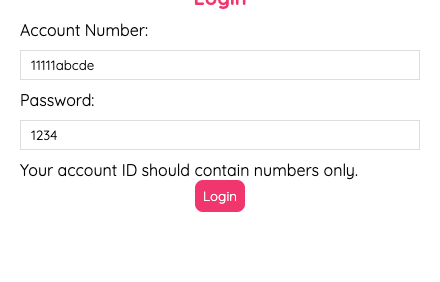 Login
Account Number:
11111abcde
Password:
1234
Your account ID should contain numbers only.
Login